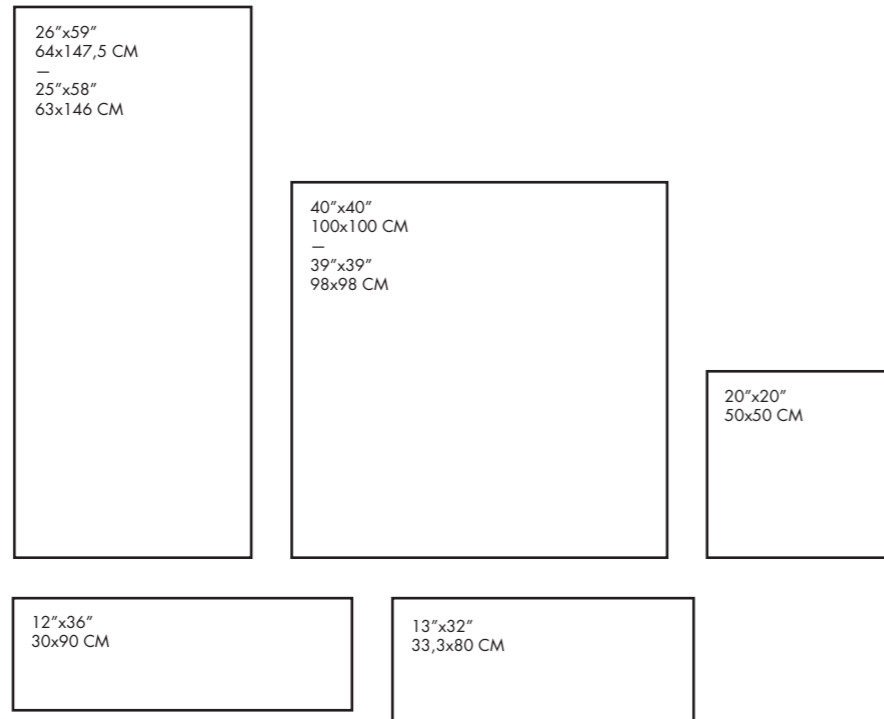 26"x59"
64x147,5 CM
—
25"x58"
63x146 CM
40"x40"
100x100 CM
—
39"x39"
98x98 CM
20"x20"
50x50 CM
12"x36"
30x90 CM
13"x32"
33,3x80 CM